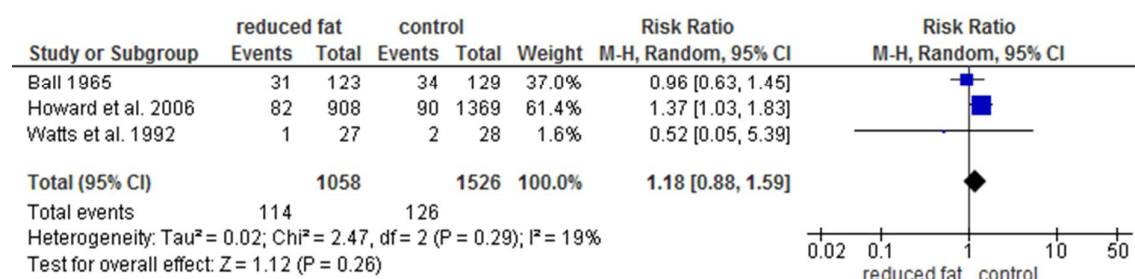 reduced fat control Risk Ratio Risk Ratio
Study or Subgroup Events Total Events Total Weight M-H, Random, 95% CI M-H, Random, 95% CI
Ball 1965 31 123 34 129 37.0% 0.96 [0.63, 1.45]
Howard et al. 2006 82 908 90 1369 61.4% 1.37 [1.03, 1.83]
Watts et al. 1992 1 27 2 28 1.6% 0.52 [0.05, 5.39]
Total (95% CI) 1058 1526 100.0% 1.18 [0.88, 1.59]
Total events 114 126
Heterogeneity: Tau² = 0.02; Chi² = 2.47, df = 2 (P = 0.29); I² = 19%
Test for overall effect: Z = 1.12 (P = 0.26)
0.02 0.1 1 10 50
reduced fat control